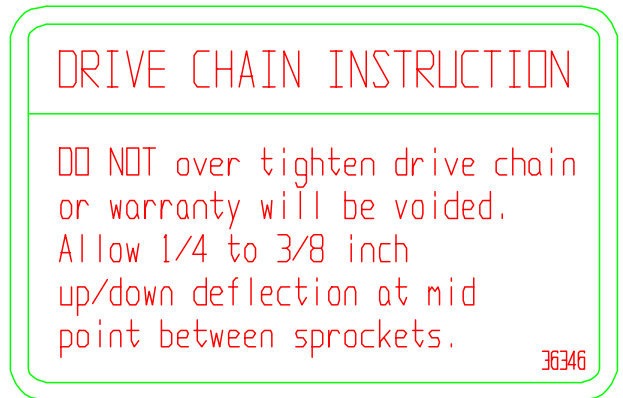 DRIVE CHAIN INSTRUCTION
DO NOT over tighten drive chain
or warranty will be voided.
Allow 1/4 to 3/8 inch
up/down deflection at mid
point between sprockets.
36346